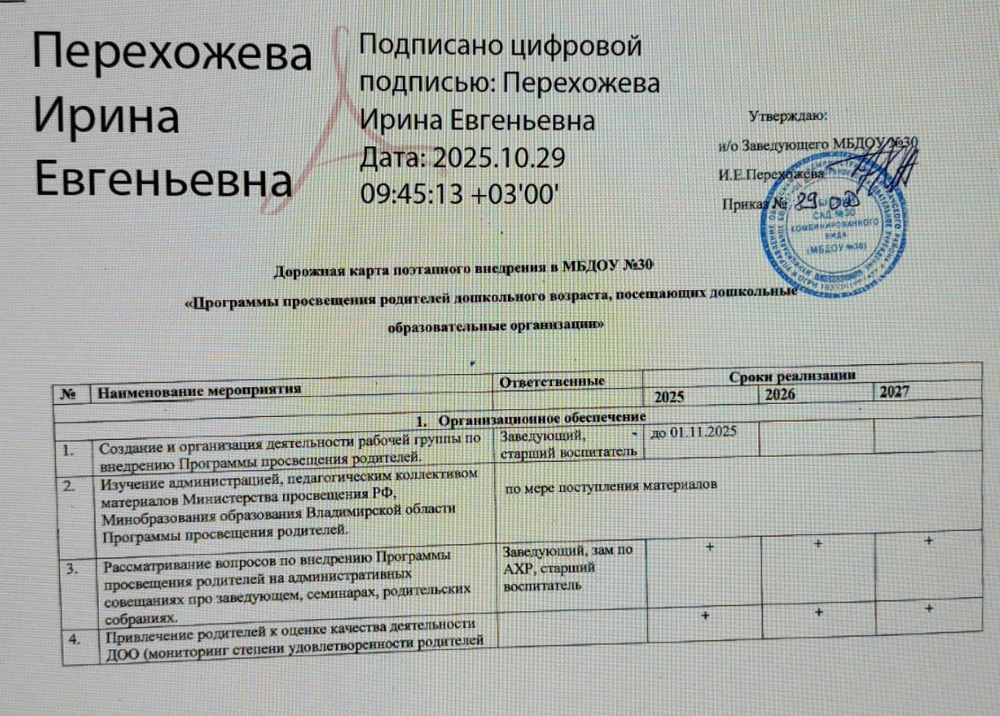 Перехожева
Ирина
Евгеньевна
Подписано цифровой
подписью: Перехожева
Ирина Евгеньевна
Дата: 2025.10.29
09:45:13 +03'00'
Утверждаю:
и/о Заведующего МБДОУ №30
И.Е.Перехожева
Приказ № 89 ОД
САД №30
КОМБИНИРОВАННОГО
ВИДА
(МБДОУ №30)
Дорожная карта поэтапного внедрения в МБДОУ №30
«Программы просвещения родителей дошкольного возраста, посещающих дошкольные
образовательные организации»
№ Наименование мероприятия Ответственные Сроки реализации
2025 2026 2027
1. Организационное обеспечение
1. Создание и организация деятельности рабочей группы по
внедрению Программы просвещения родителей.
Заведующий,
старший воспитатель
до 01.11.2025
2. Изучение администрацией, педагогическим коллективом
материалов Министерства просвещения РФ,
Минобразования образования Владимирской области
Программы просвещения родителей.
по мере поступления материалов
3. Рассматривание вопросов по внедрению Программы
просвещения родителей на административных
совещаниях про заведующем, семинарах, родительских
собраниях.
Заведующий, зам по
АХР, старший
воспитатель
+ + +
4. Привлечение родителей к оценке качества деятельности
ДОО (мониторинг степени удовлетворенности родителей
+ + +